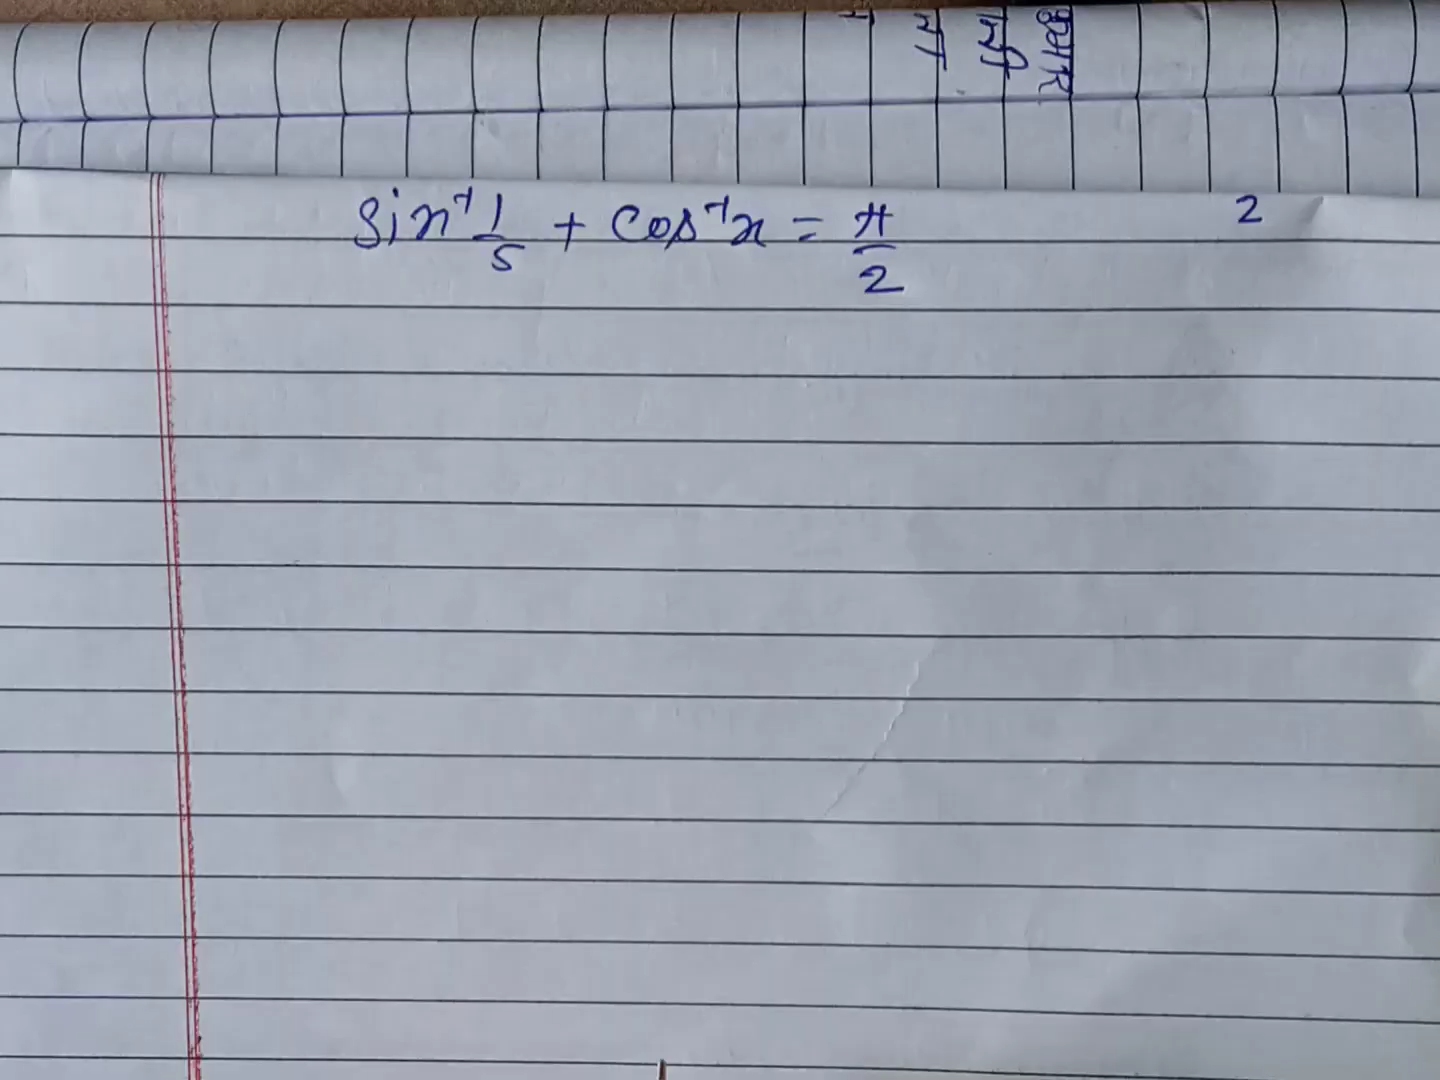 sin⁻¹ 1/5 + cos⁻¹x = π/2 2